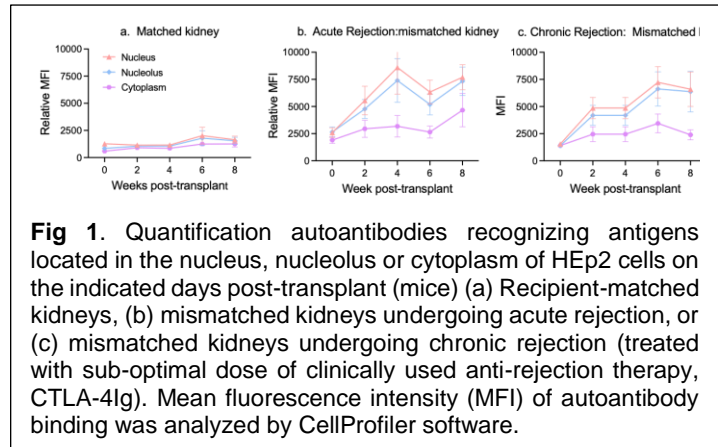 a. Matched kidney
b. Acute Rejection:mismatched kidney
c. Chronic Rejection: Mismatched
Relative MFI
10000
7500
5000
2500
0
Nucleus
Nucleolus
Cytoplasm
0 2 4 6 8
Weeks post-transplant
Relative MFI
10000
7500
5000
2500
0
0 2 4 6 8
Week post-transplant
MFI
10000
7500
5000
2500
0
0 2 4 6 8
Week post-transplant
Fig 1. Quantification autoantibodies recognizing antigens
located in the nucleus, nucleolus or cytoplasm of HEp2 cells on
the indicated days post-transplant (mice) (a) Recipient-matched
kidneys, (b) mismatched kidneys undergoing acute rejection, or
(c) mismatched kidneys undergoing chronic rejection (treated
with sub-optimal dose of clinically used anti-rejection therapy,
CTLA-4Ig). Mean fluorescence intensity (MFI) of autoantibody
binding was analyzed by CellProfiler software.